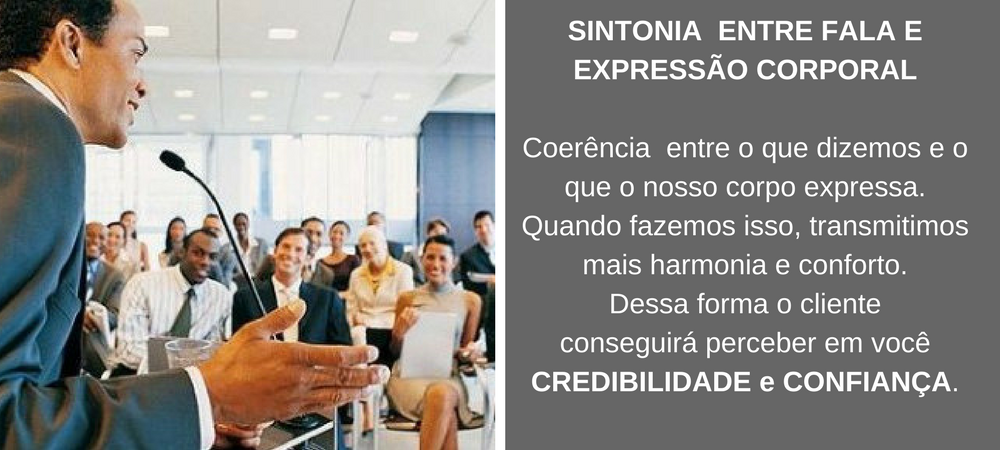 SINTONIA  ENTRE FALA E
EXPRESSÃO CORPORAL
Coerência  entre o que dizemos e o
que o nosso corpo expressa.
Quando fazemos isso, transmitimos
mais harmonia e conforto.
Dessa forma o cliente
conseguirá perceber em você
CREDIBILIDADE e CONFIANÇA.